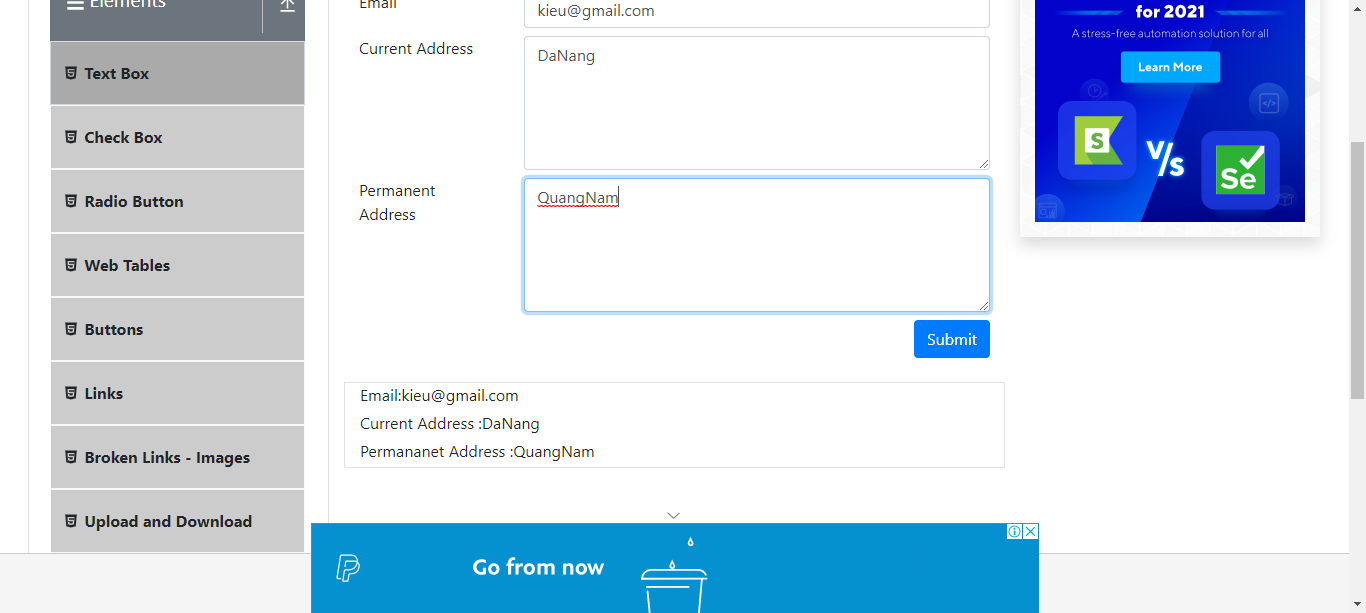 Elements
Text Box
Check Box
Radio Button
Web Tables
Buttons
Links
Broken Links - Images
Upload and Download
Email
kieu@gmail.com
Current Address
DaNang
Permanent
Address
QuangNam
Submit
Email:kieu@gmail.com
Current Address :DaNang
Permananet Address :QuangNam
for 2021
A stress-free automation solution for all
Learn More
S
V/s
Se
Go from now